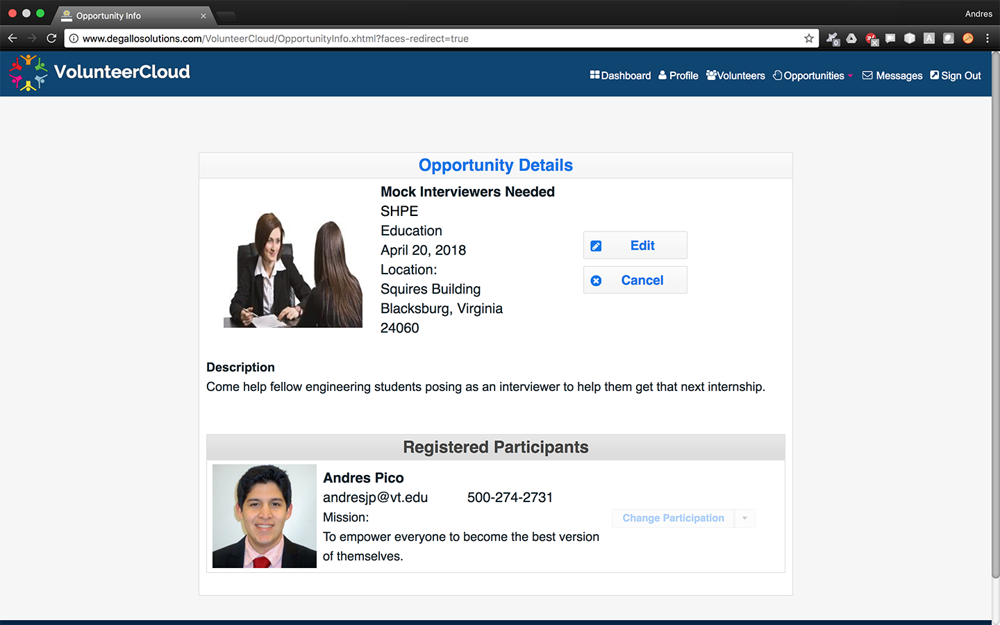 Opportunity Info
Andres
www.degallosolutions.com/VolunteerCloud/OpportunityInfo.xhtml?faces-redirect=true
0
A
VolunteerCloud
Dashboard Profile Volunteers Opportunities Messages Sign Out
Opportunity Details
Mock Interviewers Needed
SHPE
Education
April 20, 2018
Location:
Squires Building
Blacksburg, Virginia
24060
Edit
Cancel
Description
Come help fellow engineering students posing as an interviewer to help them get that next internship.
Registered Participants
Andres Pico
andresjp@vt.edu 500-274-2731
Mission:
To empower everyone to become the best version
of themselves.
Change Participation